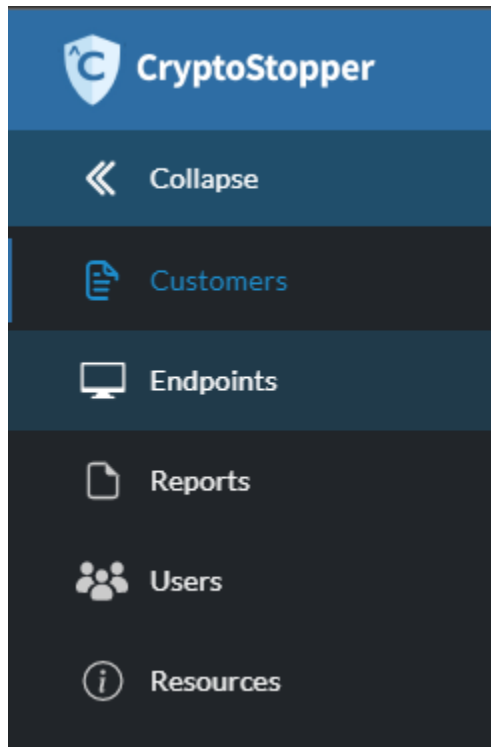 CryptoStopper
Collapse
Customers
Endpoints
Reports
Users
Resources